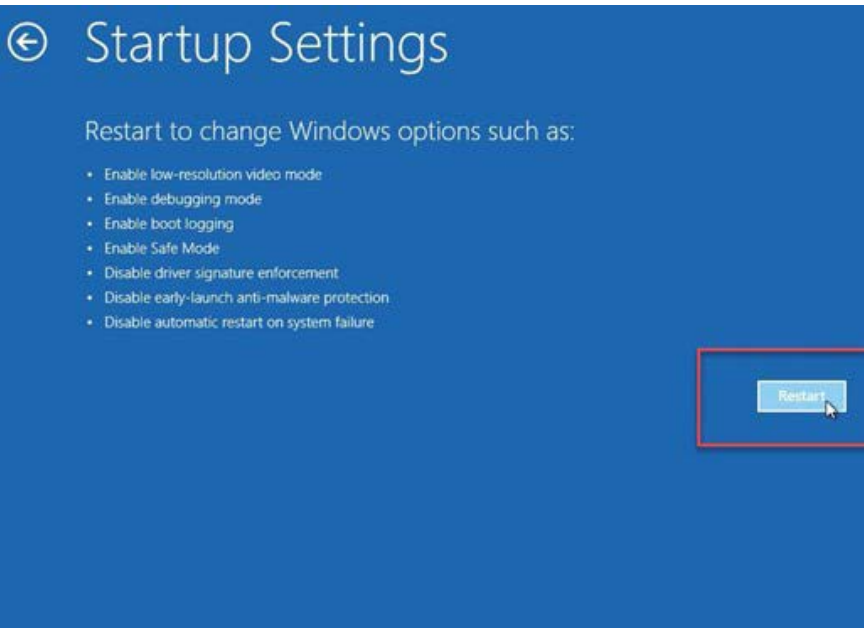 Startup Settings
Restart to change Windows options such as:
• Enable low-resolution video mode
• Enable debugging mode
• Enable boot logging
• Enable Safe Mode
• Disable driver signature enforcement
• Disable early-launch anti-malware protection
• Disable automatic restart on system failure
Restart